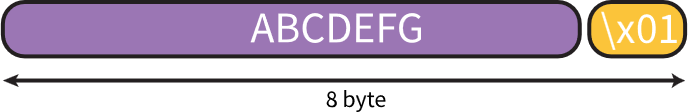 ABCDEFG \x01
8 byte